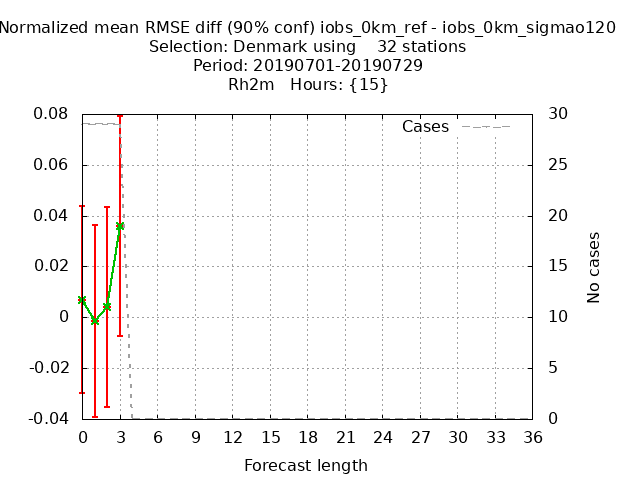 Normalized mean RMSE diff (90% conf) iobs_0km_ref - iobs_0km_sigmao120
Selection: Denmark using 32 stations
Period: 20190701-20190729
Rh2m Hours: {15}
Cases
0.08
0.06
0.04
0.02
0
-0.02
-0.04
30
25
20
15
10
5
0
No cases
0 3 6 9 12 15 18 21 24 27 30 33 36
Forecast length